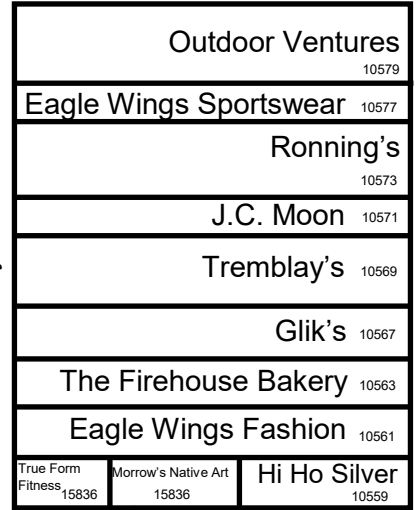 Outdoor Ventures
10579
Eagle Wings Sportswear 10577
Ronning's
10573
J.C. Moon 10571
Tremblay's 10569
Glik's 10567
The Firehouse Bakery 10563
Eagle Wings Fashion 10561
True Form
Fitness 15836
Morrow's Native Art
15836
Hi Ho Silver
10559